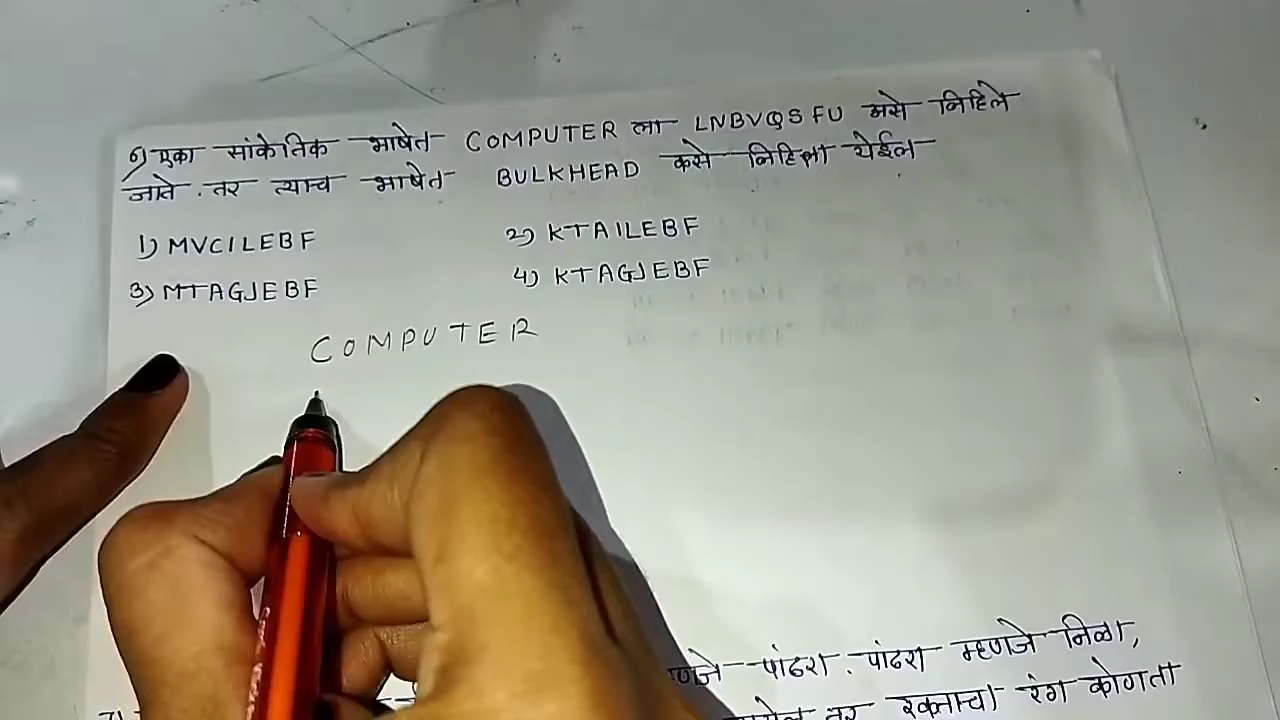 ६) एका सांकेतिक भाषेत COMPUTER ला LNBVQSFU असे लिहिले
जाते . तर त्याच भाषेत BULKHEAD कसे लिहिला येईल
1) MVCILEBF 2) KTAILEBF
3) MTAGJEBF 4) KTAGJEBF
COMPUTER
पांढरा . पांढरा म्हणजे निळा,
तर रक्ताचा रंग कोणता